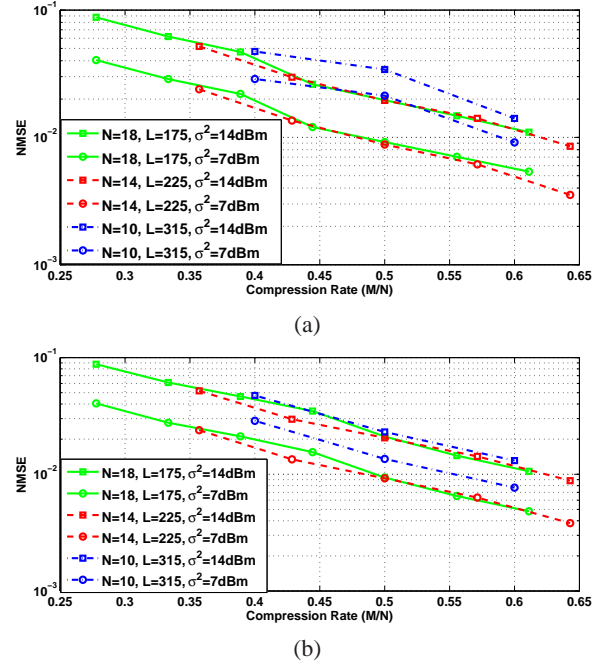 10⁻¹
10⁻²
10⁻³
NMSE
N=18, L=175, σ²=14dBm
N=18, L=175, σ²=7dBm
N=14, L=225, σ²=14dBm
N=14, L=225, σ²=7dBm
N=10, L=315, σ²=14dBm
N=10, L=315, σ²=7dBm
0.25 0.3 0.35 0.4 0.45 0.5 0.55 0.6 0.65
Compression Rate (M/N)
(a)
10⁻¹
10⁻²
10⁻³
NMSE
N=18, L=175, σ²=14dBm
N=18, L=175, σ²=7dBm
N=14, L=225, σ²=14dBm
N=14, L=225, σ²=7dBm
N=10, L=315, σ²=14dBm
N=10, L=315, σ²=7dBm
0.25 0.3 0.35 0.4 0.45 0.5 0.55 0.6 0.65
Compression Rate (M/N)
(b)